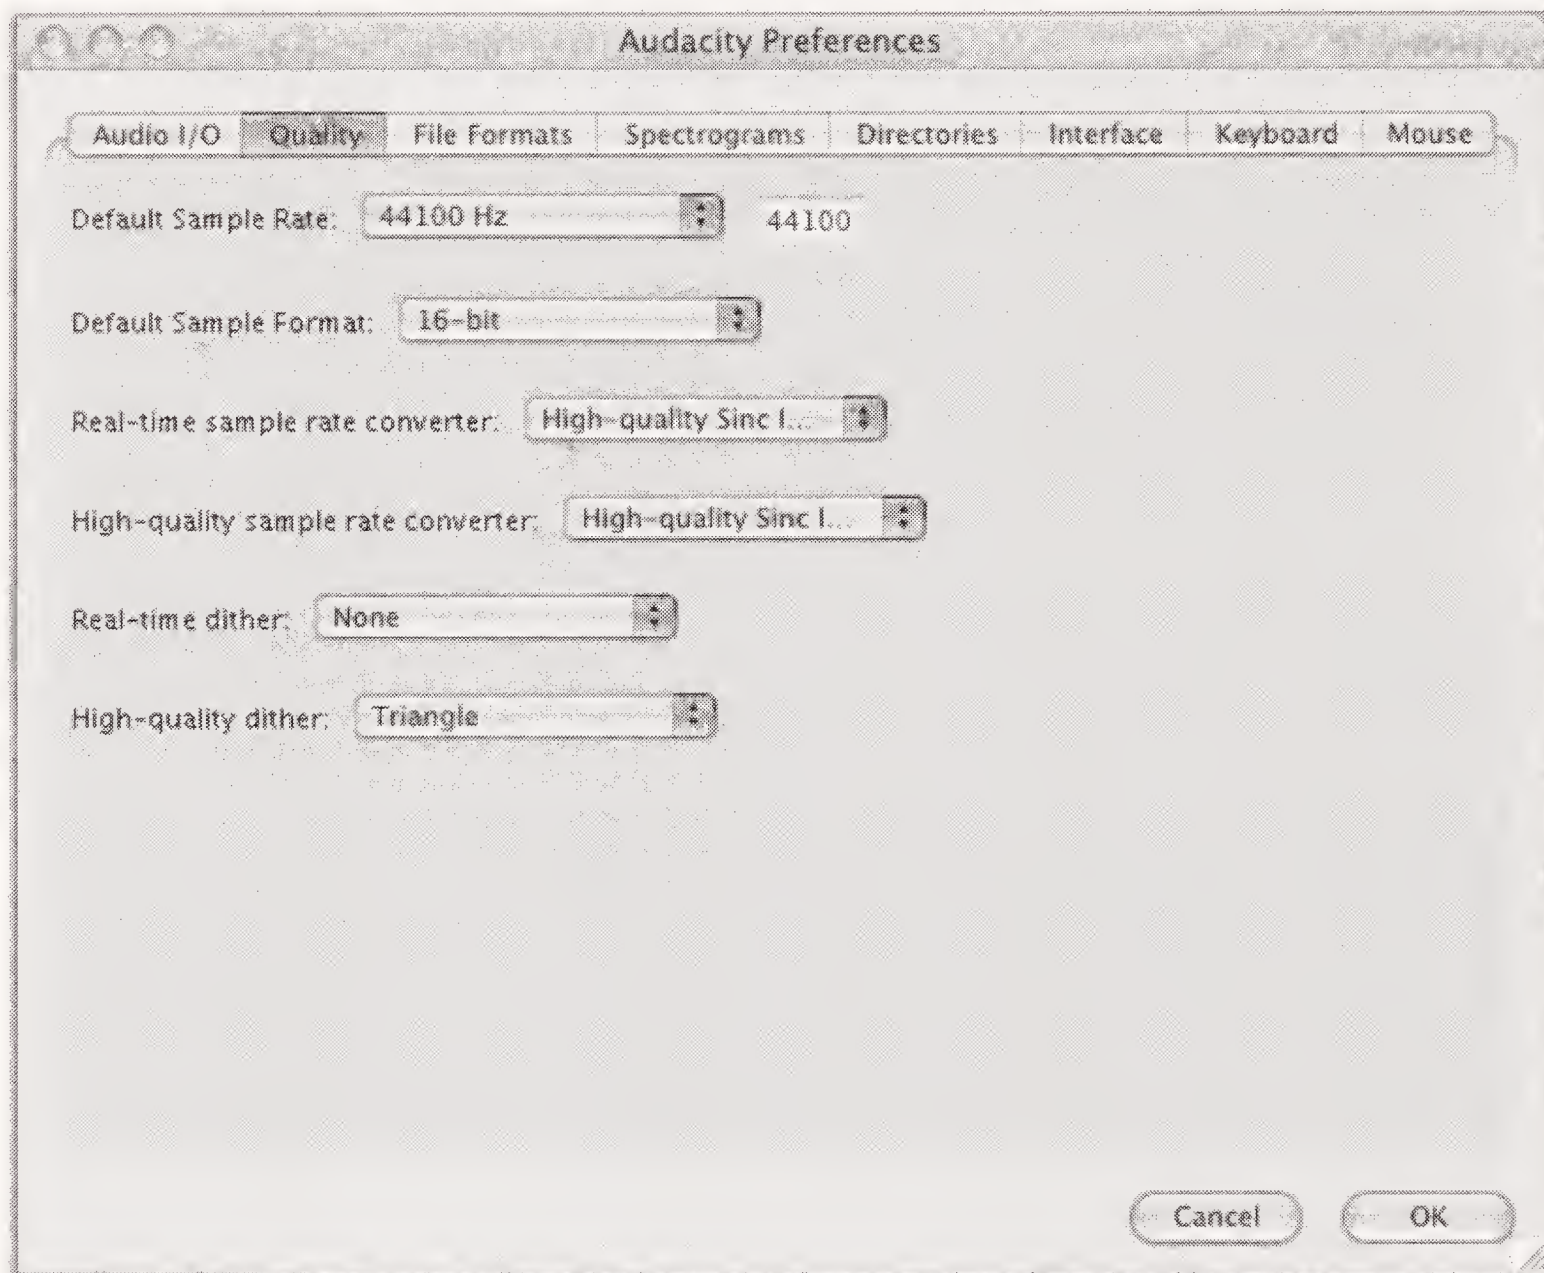 Audacity Preferences
Audio I/O Quality File Formats Spectrograms Directories Interface Keyboard Mouse
Default Sample Rate: 44100 Hz 44100
Default Sample Format: 16-bit
Real-time sample rate converter: High-quality Sinc I...
High-quality sample rate converter: High-quality Sinc I...
Real-time dither: None
High-quality dither: Triangle
Cancel OK